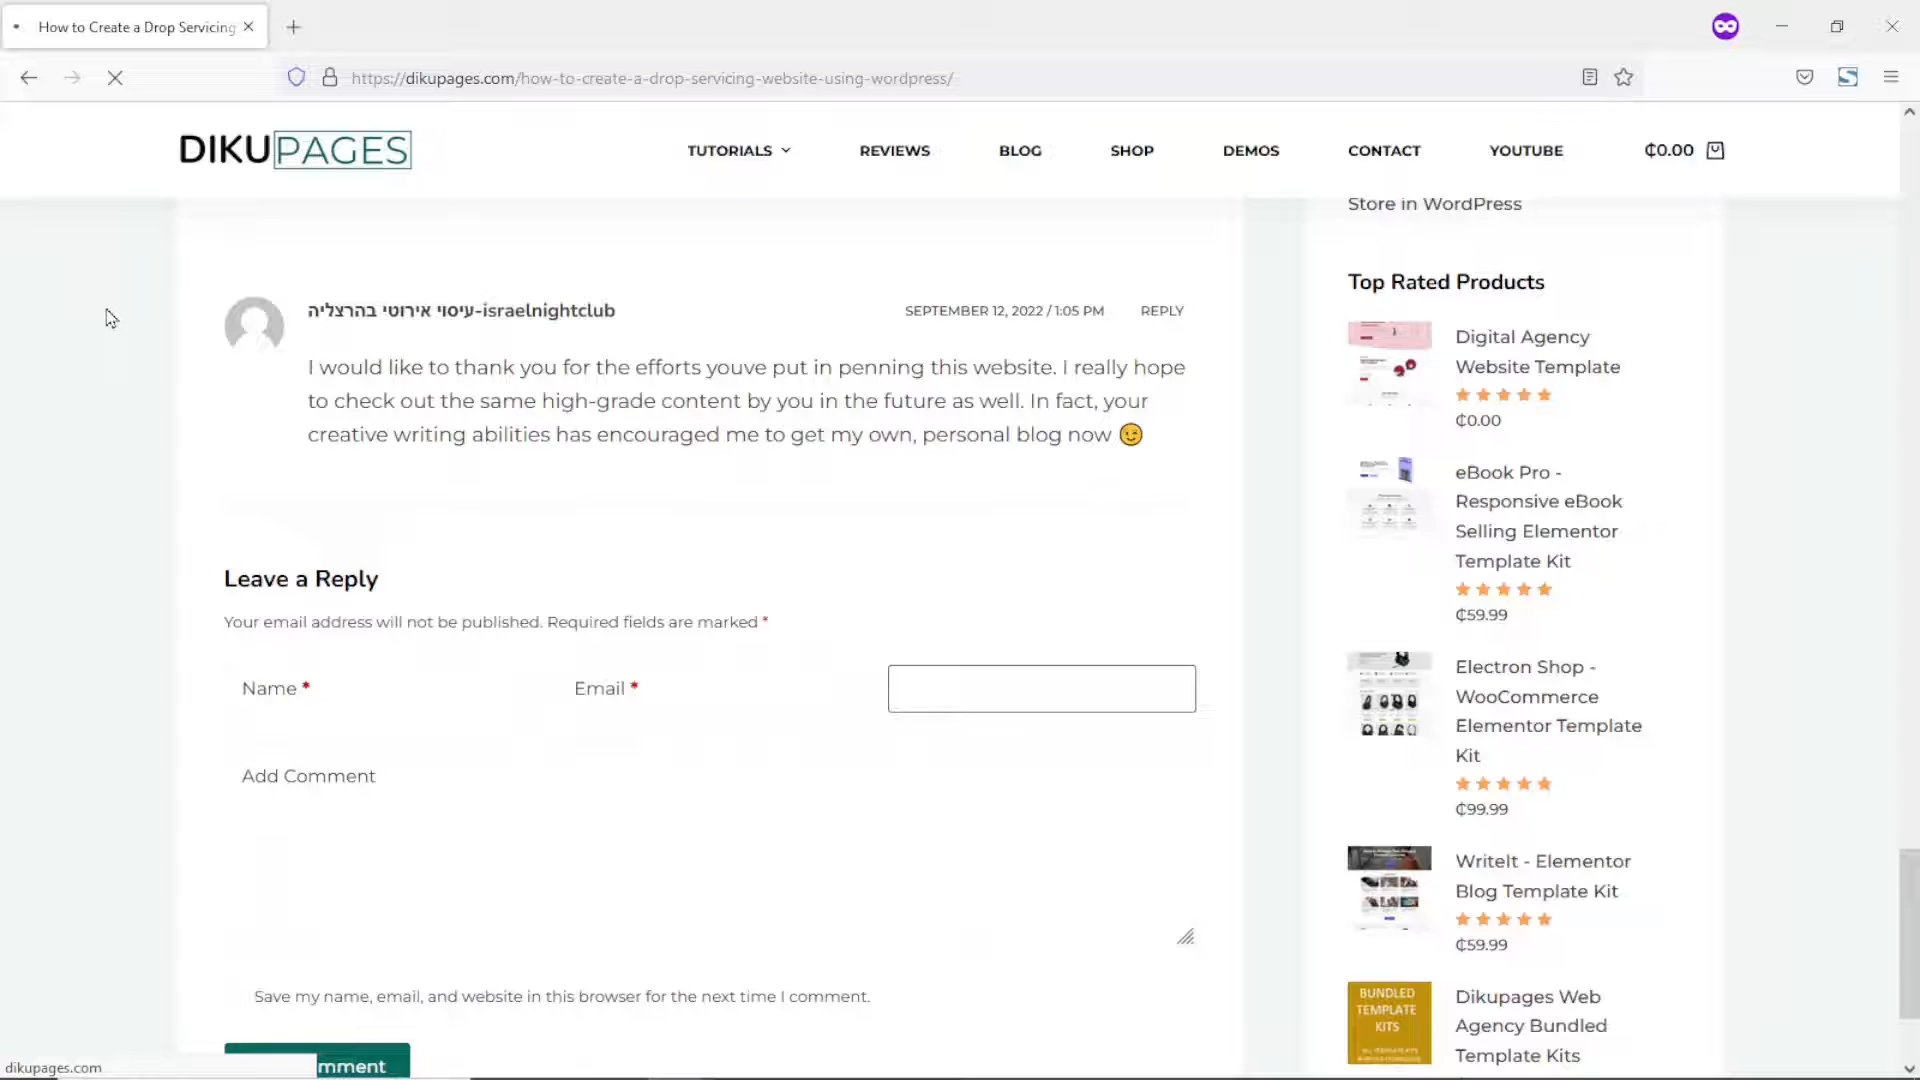 How to Create a Drop Servicing
https://dikupages.com/how-to-create-a-drop-servicing-website-using-wordpress/
DIKUPAGES
TUTORIALS
REVIEWS
BLOG
SHOP
DEMOS
CONTACT
YOUTUBE
₵0.00
עיסוי אירוטי בהרצליה-israelnightclub
SEPTEMBER 12, 2022 / 1:05 PM
REPLY
I would like to thank you for the efforts youve put in penning this website. I really hope
to check out the same high-grade content by you in the future as well. In fact, your
creative writing abilities has encouraged me to get my own, personal blog now 😉
Leave a Reply
Your email address will not be published. Required fields are marked *
Name *
Email *
Add Comment
Save my name, email, and website in this browser for the next time I comment.
mment
dikupages.com
Store in WordPress
Top Rated Products
Digital Agency
Website Template
₵0.00
eBook Pro -
Responsive eBook
Selling Elementor
Template Kit
₵59.99
Electron Shop -
WooCommerce
Elementor Template
Kit
₵99.99
WriteIt - Elementor
Blog Template Kit
₵59.99
BUNDLED
TEMPLATE
KITS
Dikupages Web
Agency Bundled
Template Kits